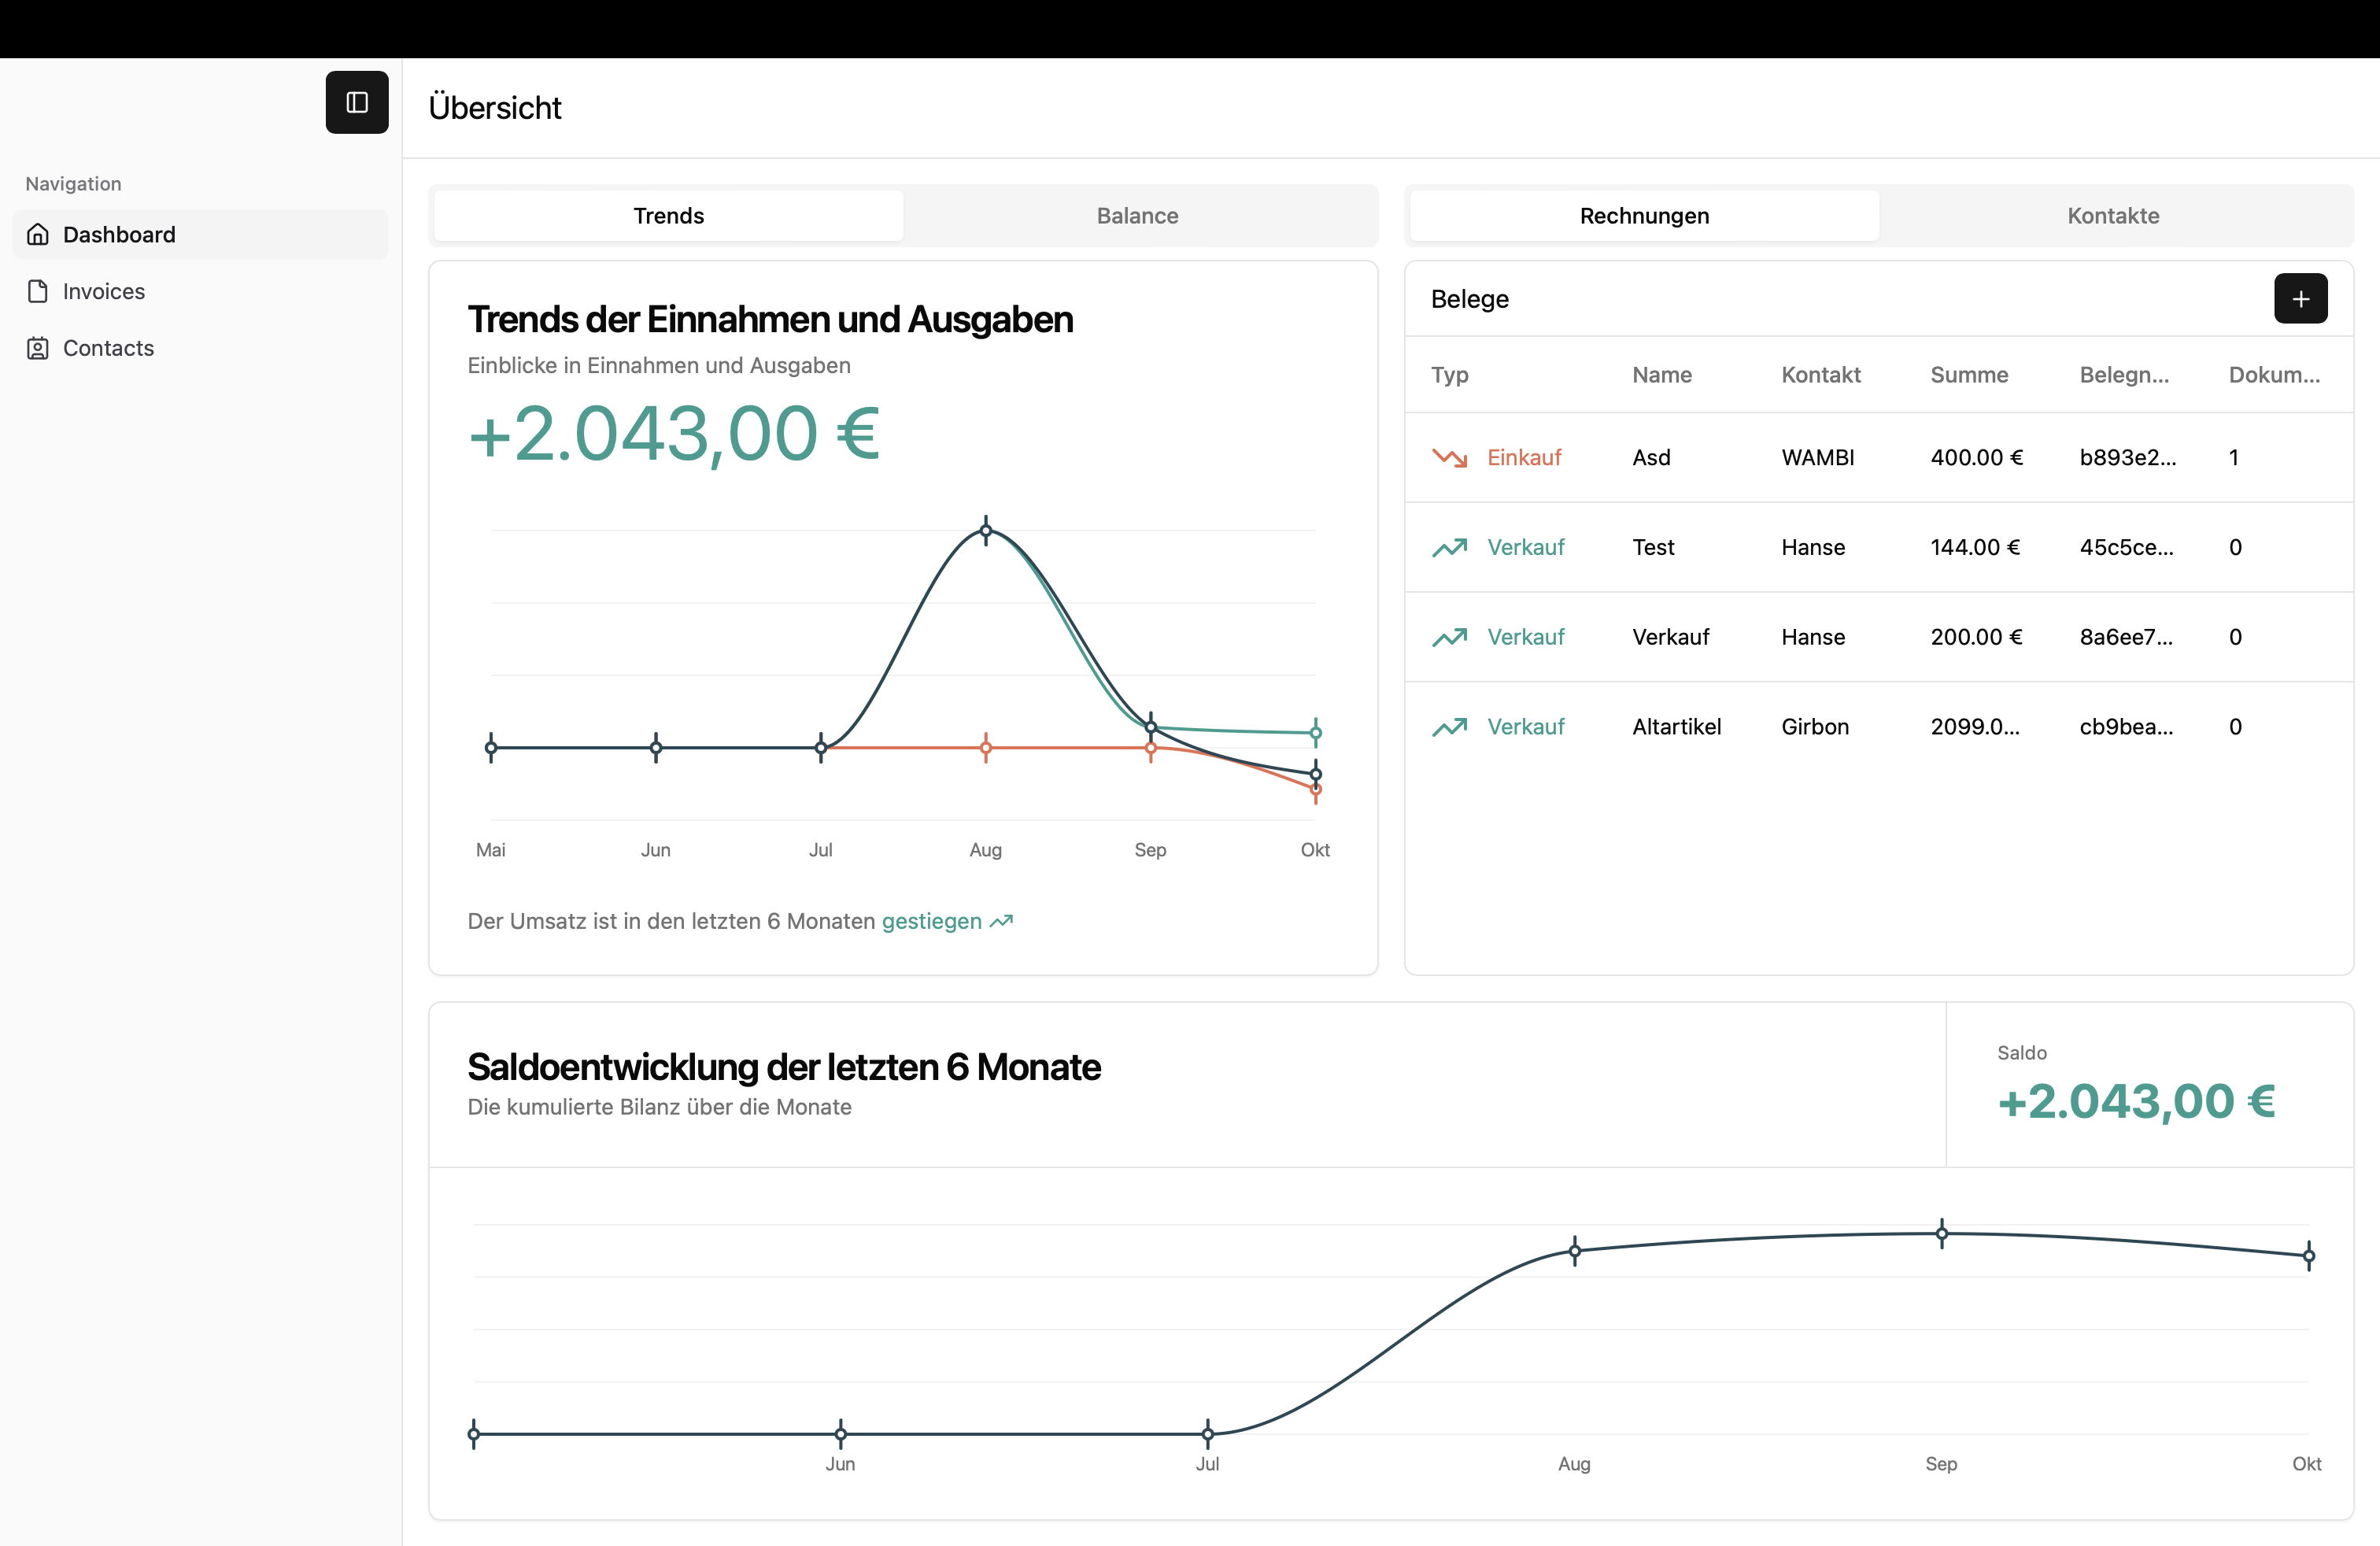 Übersicht
Navigation
Dashboard
Invoices
Contacts
Trends Balance
Trends der Einnahmen und Ausgaben
Einblicke in Einnahmen und Ausgaben
+2.043,00 €
Mai Jun Jul Aug Sep Okt
Der Umsatz ist in den letzten 6 Monaten gestiegen
Rechnungen Kontakte
Belege
Typ Name Kontakt Summe Belegn... Dokum...
Einkauf Asd WAMBI 400.00 € b893e2... 1
Verkauf Test Hanse 144.00 € 45c5ce... 0
Verkauf Verkauf Hanse 200.00 € 8a6ee7... 0
Verkauf Altartikel Girbon 2099.0... cb9bea... 0
Saldoentwicklung der letzten 6 Monate
Die kumulierte Bilanz über die Monate
Saldo
+2.043,00 €
Jun Jul Aug Sep Okt